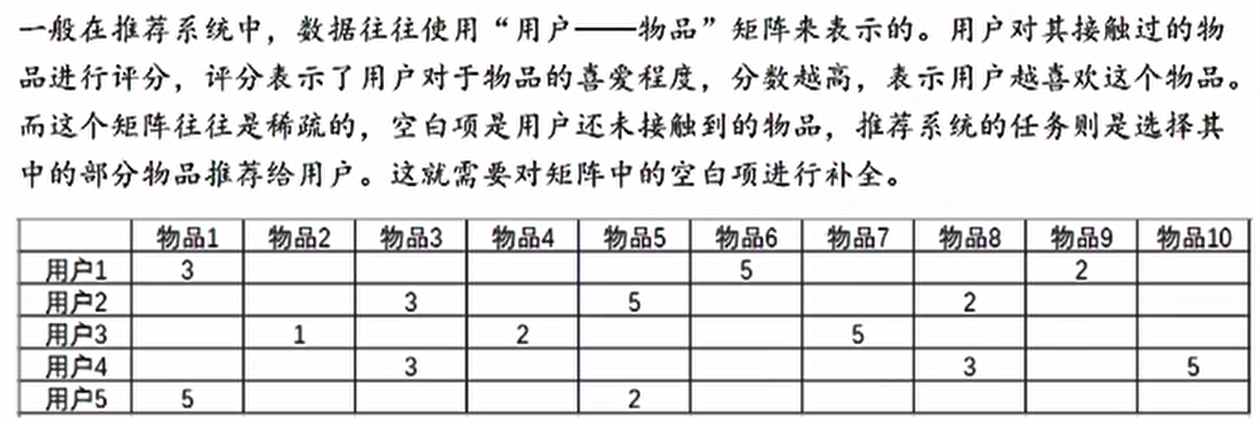 一般在推荐系统中，数据往往使用“用户——物品”矩阵来表示的。用户对其接触过的物
品进行评分，评分表示了用户对于物品的喜爱程度，分数越高，表示用户越喜欢这个物品。
而这个矩阵往往是稀疏的，空白项是用户还未接触到的物品，推荐系统的任务则是选择其
中的部分物品推荐给用户。这就需要对矩阵中的空白项进行补全。
物品1 物品2 物品3 物品4 物品5 物品6 物品7 物品8 物品9 物品10
用户1 3 5 2
用户2 3 5 2
用户3 1 2 5
用户4 3 3 5
用户5 5 2